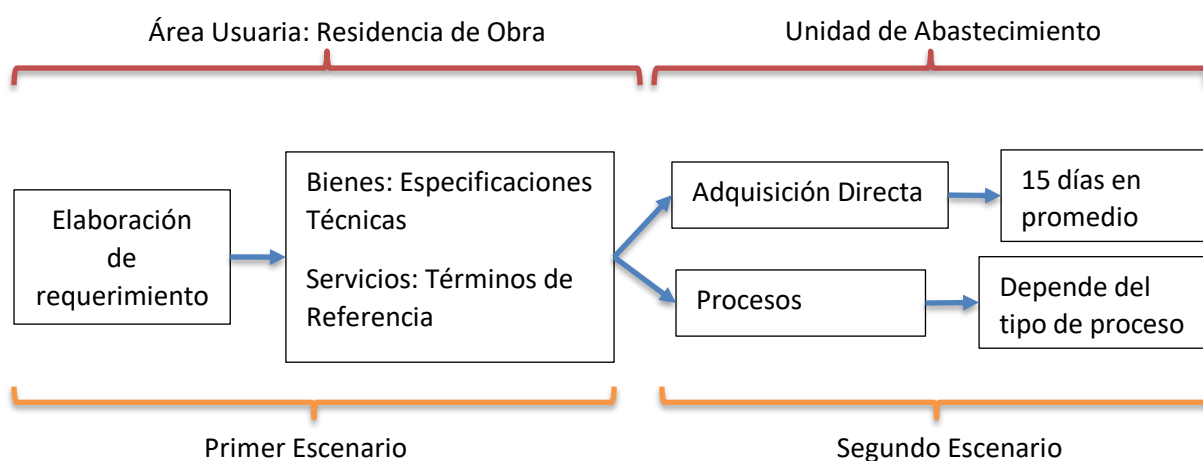 Área Usuaria: Residencia de Obra
Unidad de Abastecimiento
Elaboración
de
requerimiento
Bienes: Especificaciones
Técnicas
Servicios: Términos de
Referencia
Adquisición Directa
15 días en
promedio
Procesos
Depende del
tipo de proceso
Primer Escenario
Segundo Escenario